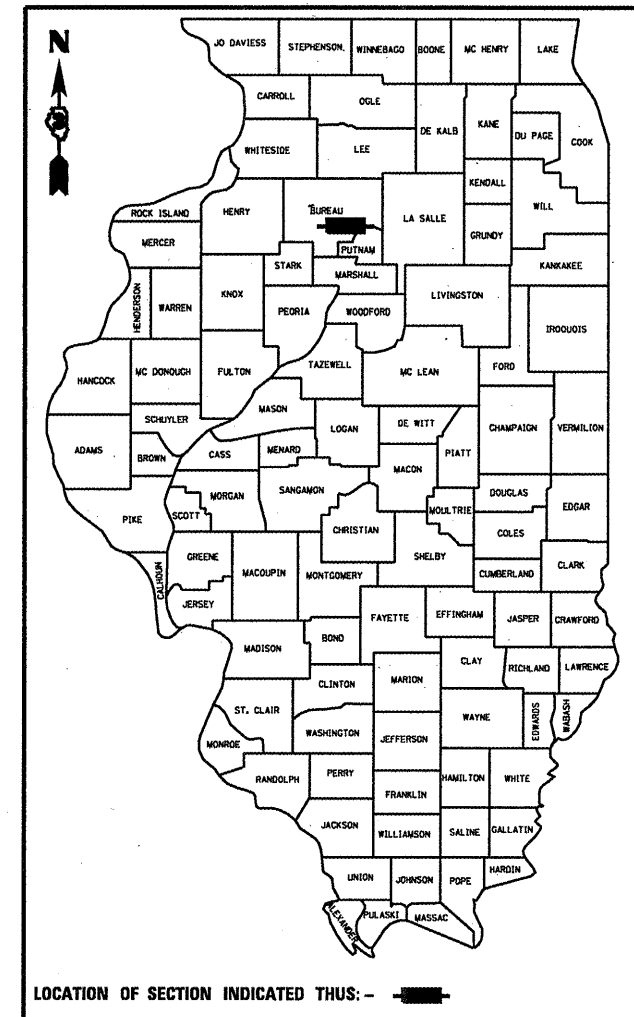 N
JO DAVIESS STEPHENSON. WINNEBAGO BOONE MC HENRY LAKE
CARROLL OGLE DE KALB KANE DU PAGE COOK
WHITESIDE LEE
KENDALL WILL
ROCK ISLAND HENRY BUREAU LA SALLE GRUNDY
MERCER PUTNAM KANKAKEE
STARK MARSHALL
HENDERSON WARREN KNOX PEORIA WOODFORD LIVINGSTON IROQUOIS
HANCOCK MC DONOUGH FULTON TAZEWELL MC LEAN FORD
SCHUYLER MASON LOGAN DE WITT CHAMPAIGN VERMILION
ADAMS BROWN CASS MENARD MACON PIATT
PIKE SCOTT MORGAN SANGAMON CHRISTIAN MOULTRIE DOUGLAS EDGAR
COLES
CALHOUN GREENE MACOUPIN MONTGOMERY SHELBY CUMBERLAND CLARK
JERSEY FAYETTE EFFINGHAM JASPER CRAWFORD
MADISON BOND
CLINTON MARION CLAY RICHLAND LAWRENCE
ST. CLAIR WASHINGTON JEFFERSON WAYNE EDWARDS WABASH
MONROE
RANDOLPH PERRY FRANKLIN HAMILTON WHITE
JACKSON WILLIAMSON SALINE GALLATIN
UNION JOHNSON POPE HARDIN
ALEXANDER PULASKI MASSAC
LOCATION OF SECTION INDICATED THUS: -